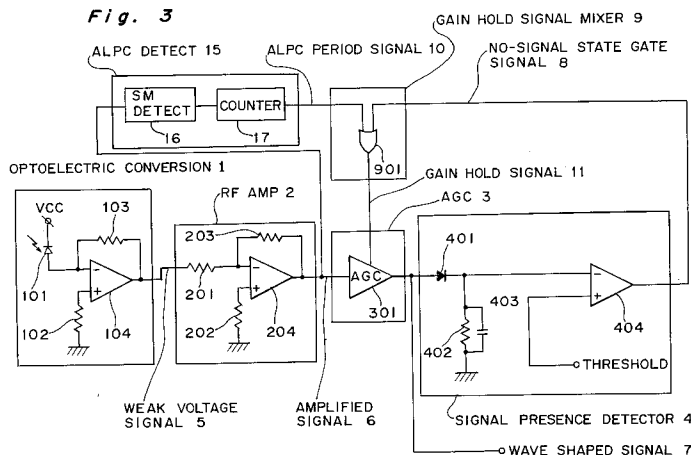 Fig. 3
GAIN HOLD SIGNAL MIXER 9
ALPC DETECT 15
ALPC PERIOD SIGNAL 10
NO-SIGNAL STATE GATE
SIGNAL 8
SM
DETECT
COUNTER
16
17
901
OPTOELECTRIC CONVERSION 1
GAIN HOLD SIGNAL 11
RF AMP 2
AGC 3
VCC
103
203
401
101
102
104
201
202
204
AGC
301
403
402
404
THRESHOLD
WEAK VOLTAGE
SIGNAL 5
AMPLIFIED
SIGNAL 6
SIGNAL PRESENCE DETECTOR 4
WAVE SHAPED SIGNAL 7